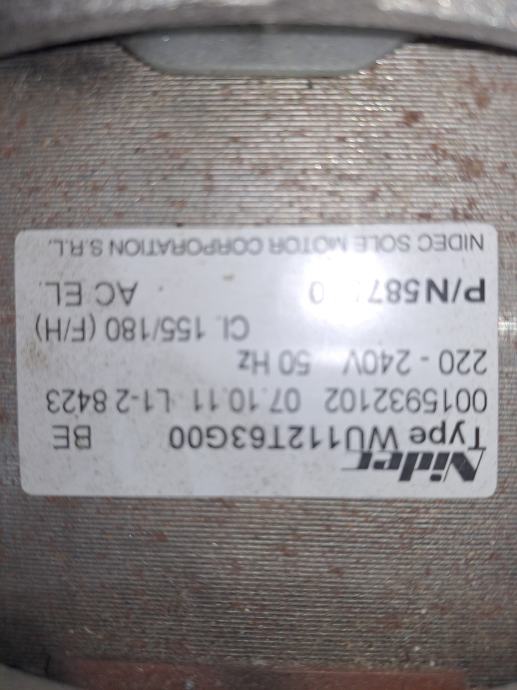 Nidec
Type WU112T63G00 BE
0015932102 07.10.11 L1-2 8423
220 - 240V 50 Hz
Cl. 155/180 (F/H)
AC EL.
NIDEC SOLE MOTOR CORPORATION S.R.L.